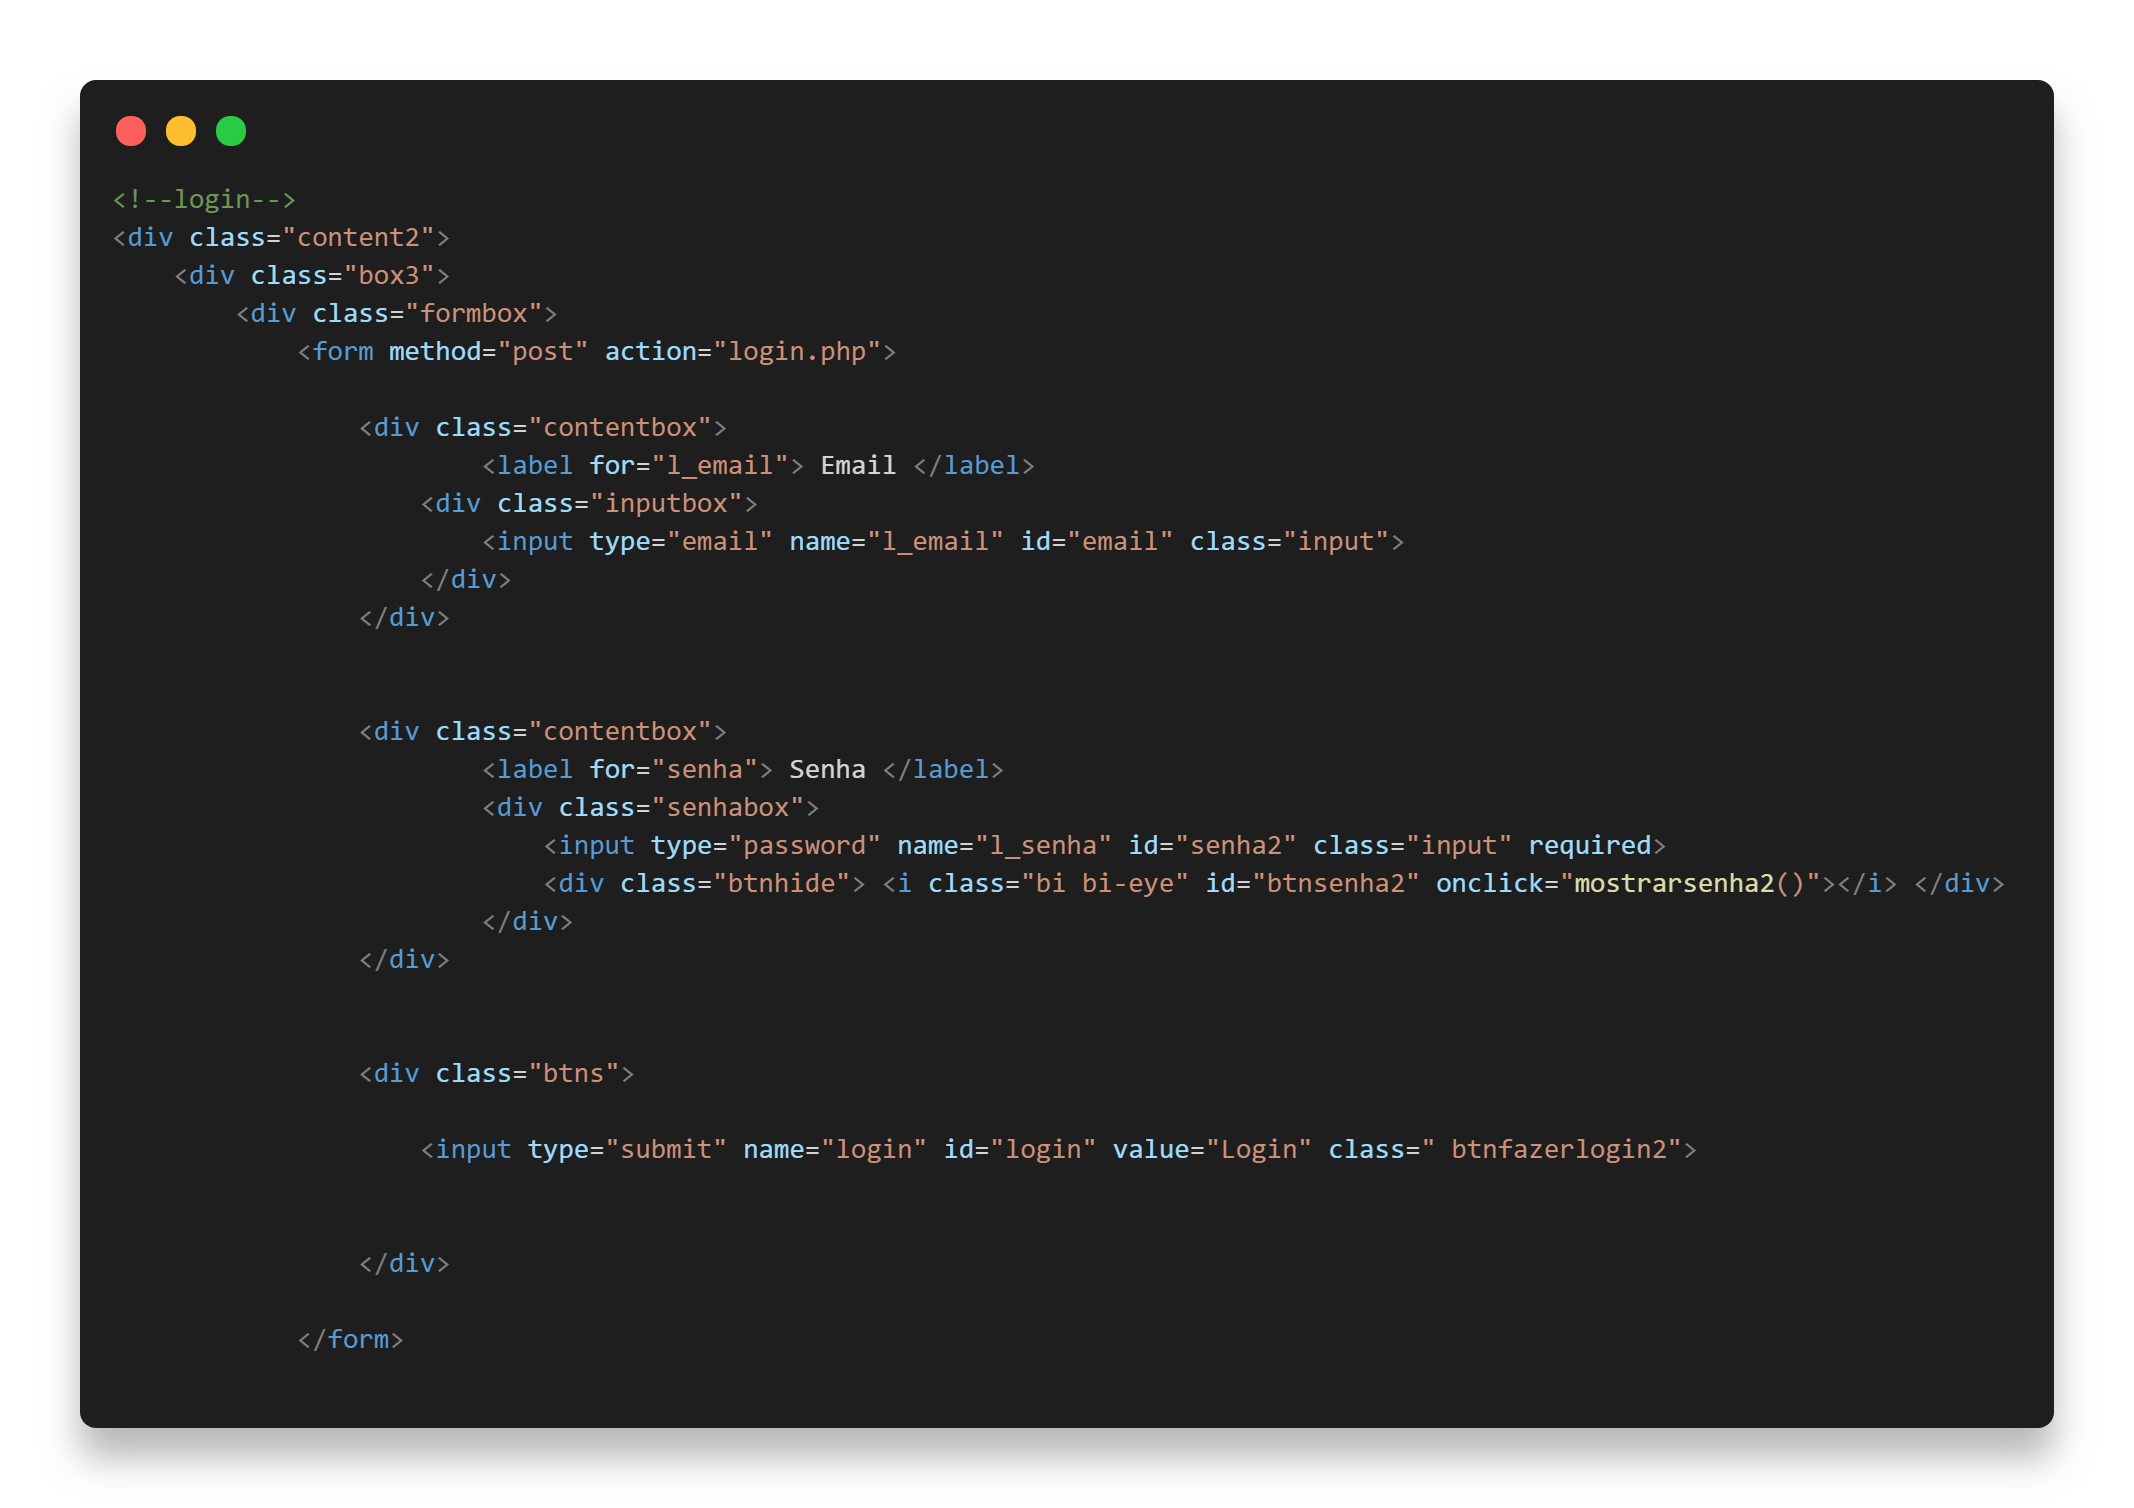 <!--login-->
<div class="content2">
    <div class="box3">
        <div class="formbox">
            <form method="post" action="login.php">

                <div class="contentbox">
                        <label for="l_email"> Email </label>
                    <div class="inputbox">
                        <input type="email" name="l_email" id="email" class="input">
                    </div>
                </div>


                <div class="contentbox">
                        <label for="senha"> Senha </label>
                        <div class="senhabox">
                            <input type="password" name="l_senha" id="senha2" class="input" required>
                            <div class="btnhide"> <i class="bi bi-eye" id="btnsenha2" onclick="mostrarsenha2()"></i> </div>
                        </div>
                </div>


                <div class="btns">

                    <input type="submit" name="login" id="login" value="Login" class=" btnfazerlogin2">


                </div>

            </form>